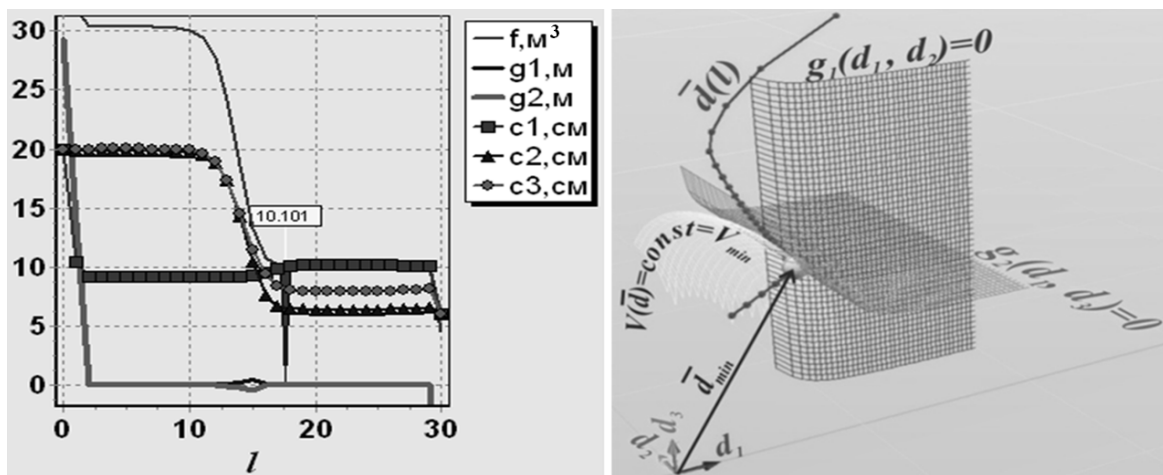 30
25
20
15
10
5
0
0
10
20
30
l
10.101
f,м³
g1,м
g2,м
c1,см
c2,см
c3,см
g₁(d₁, d₂)=0
d̅(l)
V(d̅)=const=Vmin
g₂(d₁, d₃)=0
d̅min
d₃
d₂
d₁